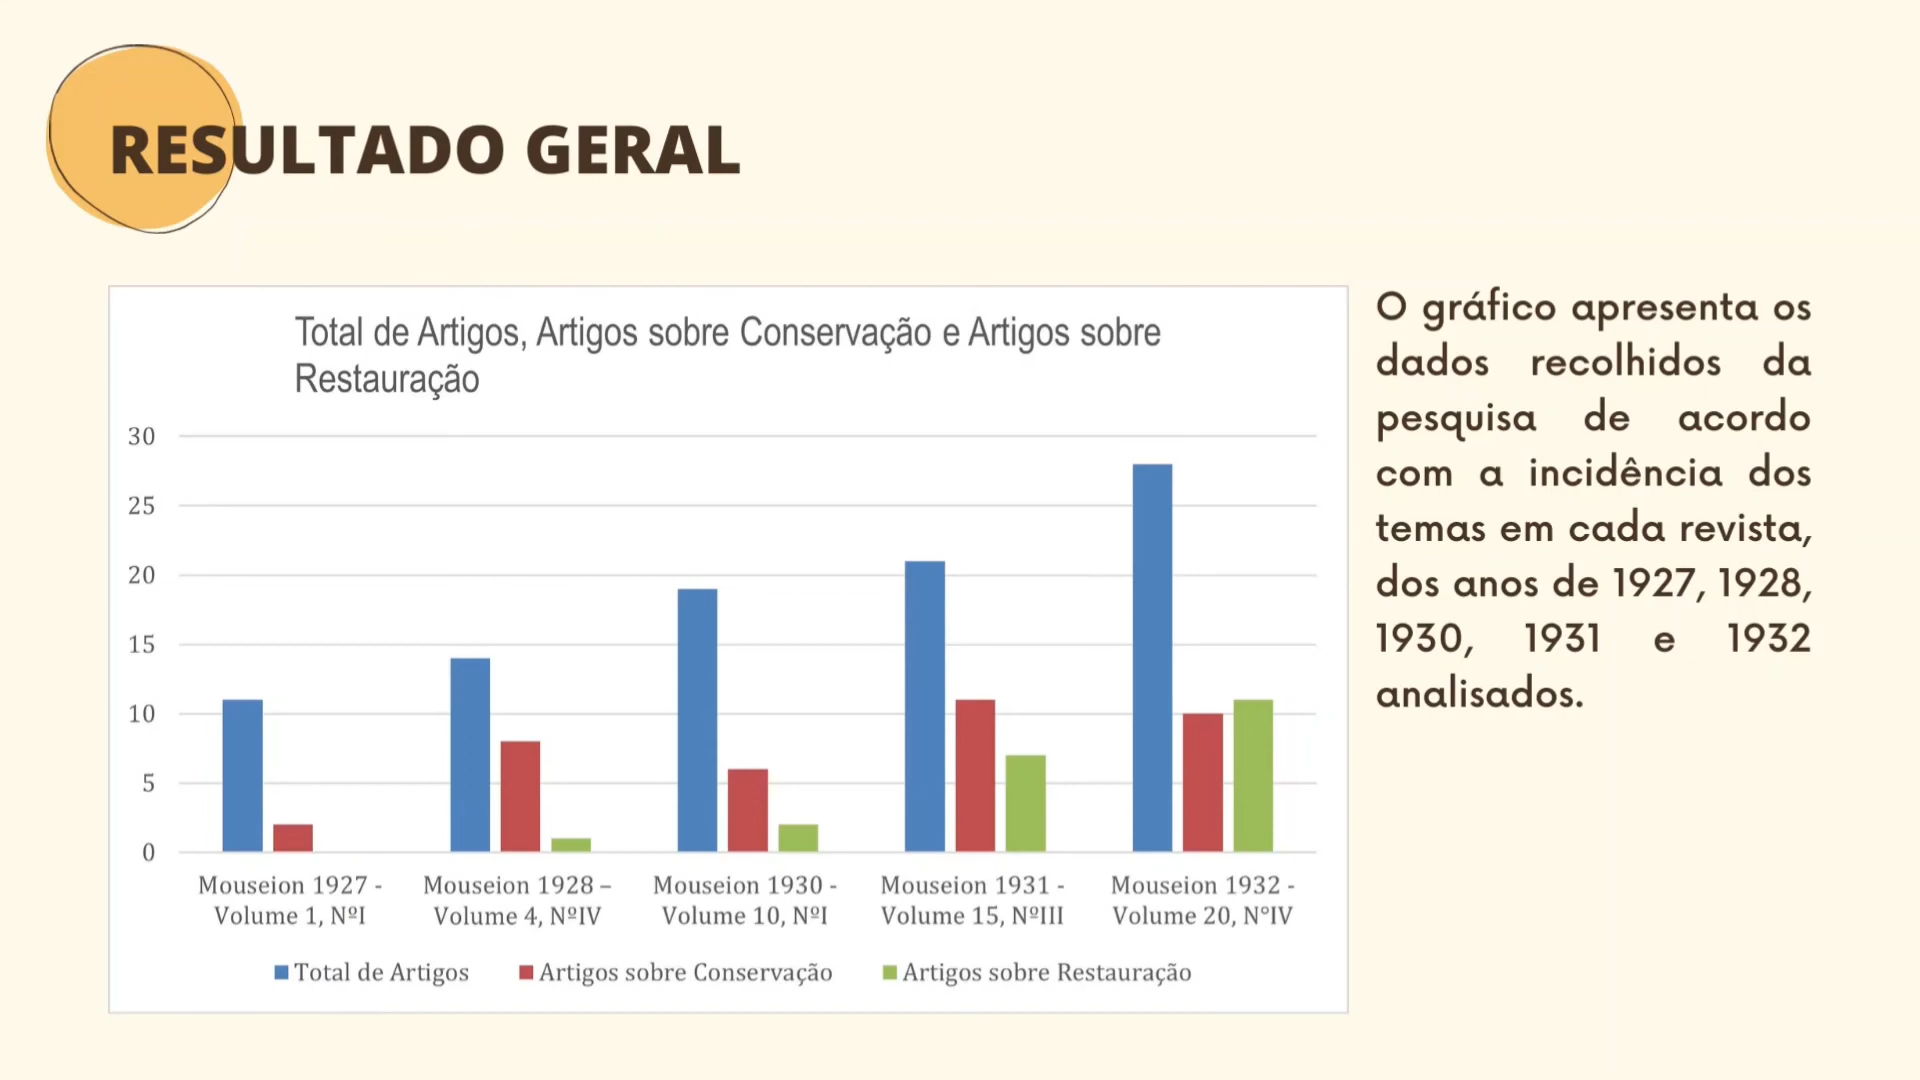 RESULTADO GERAL
Total de Artigos, Artigos sobre Conservação e Artigos sobre
Restauração
30
25
20
15
10
5
0
Mouseion 1927 -
Volume 1, NºI
Mouseion 1928 –
Volume 4, NºIV
Mouseion 1930 -
Volume 10, NºI
Mouseion 1931 -
Volume 15, NºIII
Mouseion 1932 -
Volume 20, N°IV
Total de Artigos
Artigos sobre Conservação
Artigos sobre Restauração
O gráfico apresenta os
dados recolhidos da
pesquisa de acordo
com a incidência dos
temas em cada revista,
dos anos de 1927, 1928,
1930, 1931 e 1932
analisados.